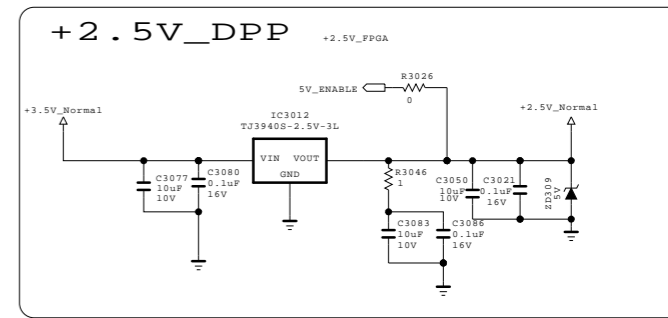 +2.5V_DPP
+2.5V_FPGA
R3026
5V_ENABLE
0
+3.5V_Normal
IC3012
TJ3940S-2.5V-3L
+2.5V_Normal
VIN VOUT
GND
C3077
10uF
10V
C3080
0.1uF
16V
R3046
1
C3050
10uF
10V
C3021
0.1uF
16V
ZD309
5V
C3083
10uF
10V
C3086
0.1uF
16V